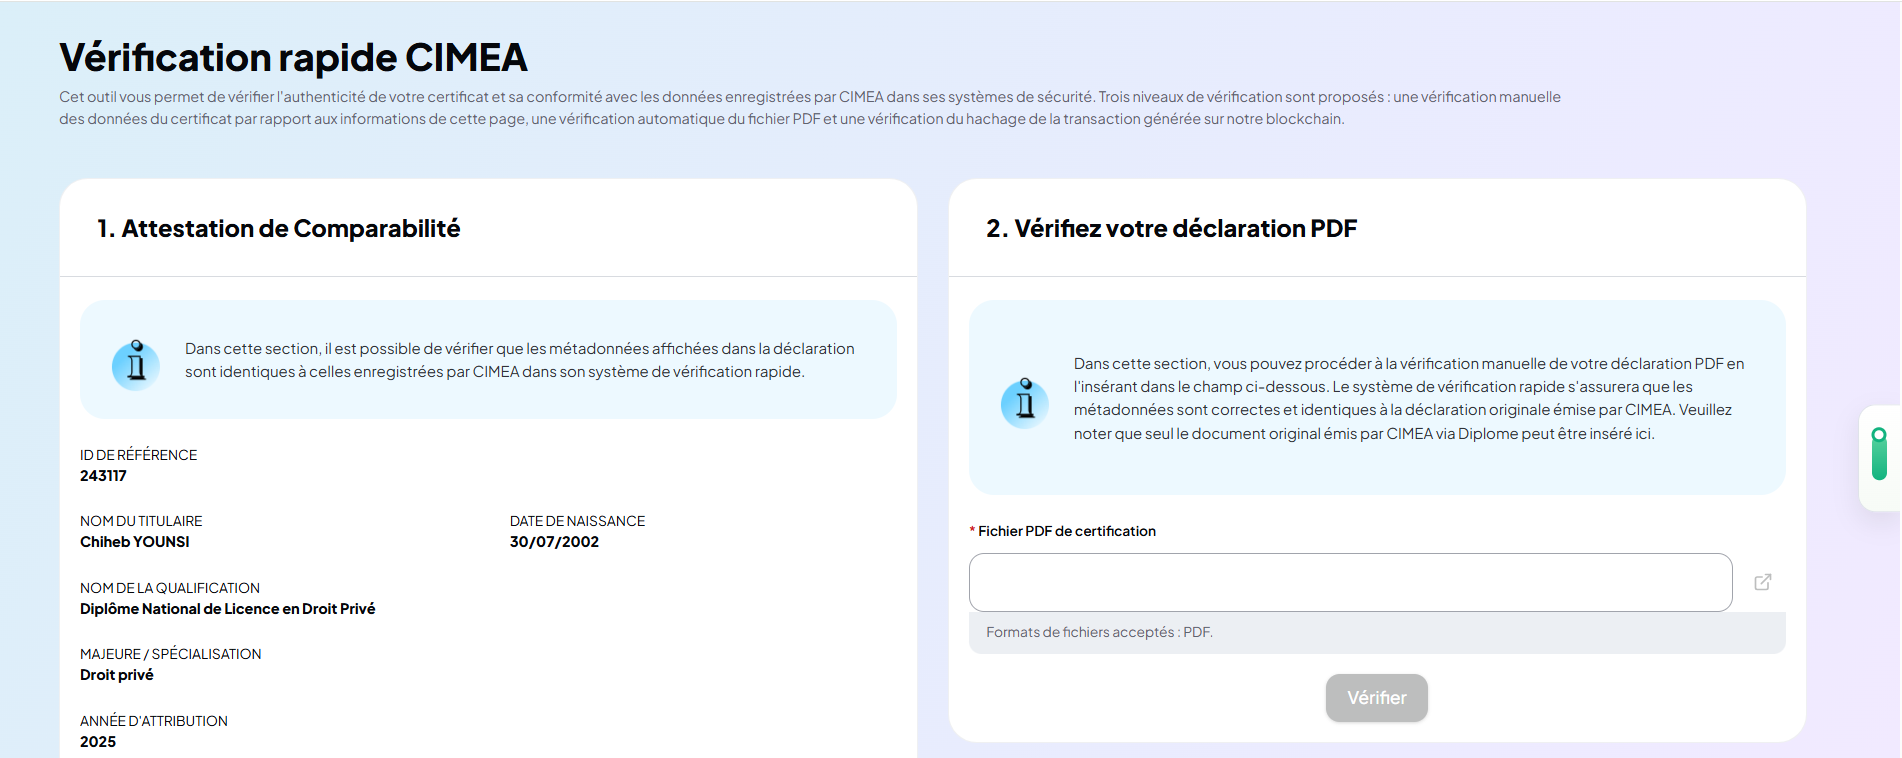 Vérification rapide CIMEA
Cet outil vous permet de vérifier l'authenticité de votre certificat et sa conformité avec les données enregistrées par CIMEA dans ses systèmes de sécurité. Trois niveaux de vérification sont proposés : une vérification manuelle
des données du certificat par rapport aux informations de cette page, une vérification automatique du fichier PDF et une vérification du hachage de la transaction générée sur notre blockchain.
1. Attestation de Comparabilité
Dans cette section, il est possible de vérifier que les métadonnées affichées dans la déclaration
sont identiques à celles enregistrées par CIMEA dans son système de vérification rapide.
ID DE RÉFÉRENCE
243117
NOM DU TITULAIRE
Chiheb YOUNSI
DATE DE NAISSANCE
30/07/2002
NOM DE LA QUALIFICATION
Diplôme National de Licence en Droit Privé
MAJEURE / SPÉCIALISATION
Droit privé
ANNÉE D'ATTRIBUTION
2025
2. Vérifiez votre déclaration PDF
Dans cette section, vous pouvez procéder à la vérification manuelle de votre déclaration PDF en
l'insérant dans le champ ci-dessous. Le système de vérification rapide s'assurera que les
métadonnées sont correctes et identiques à la déclaration originale émise par CIMEA. Veuillez
noter que seul le document original émis par CIMEA via Diplome peut être inséré ici.
* Fichier PDF de certification
Formats de fichiers acceptés : PDF.
Vérifier